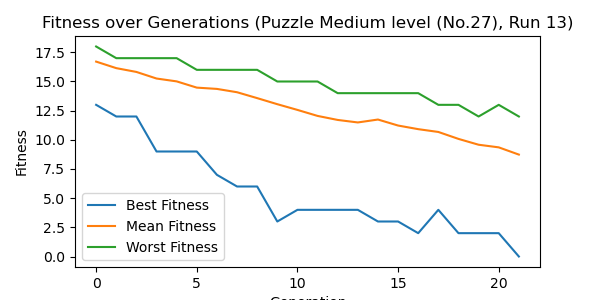 Fitness over Generations (Puzzle Medium level (No.27), Run 13)
17.5
15.0
12.5
10.0
7.5
5.0
2.5
0.0
Fitness
Best Fitness
Mean Fitness
Worst Fitness
0
5
10
15
20
Generation